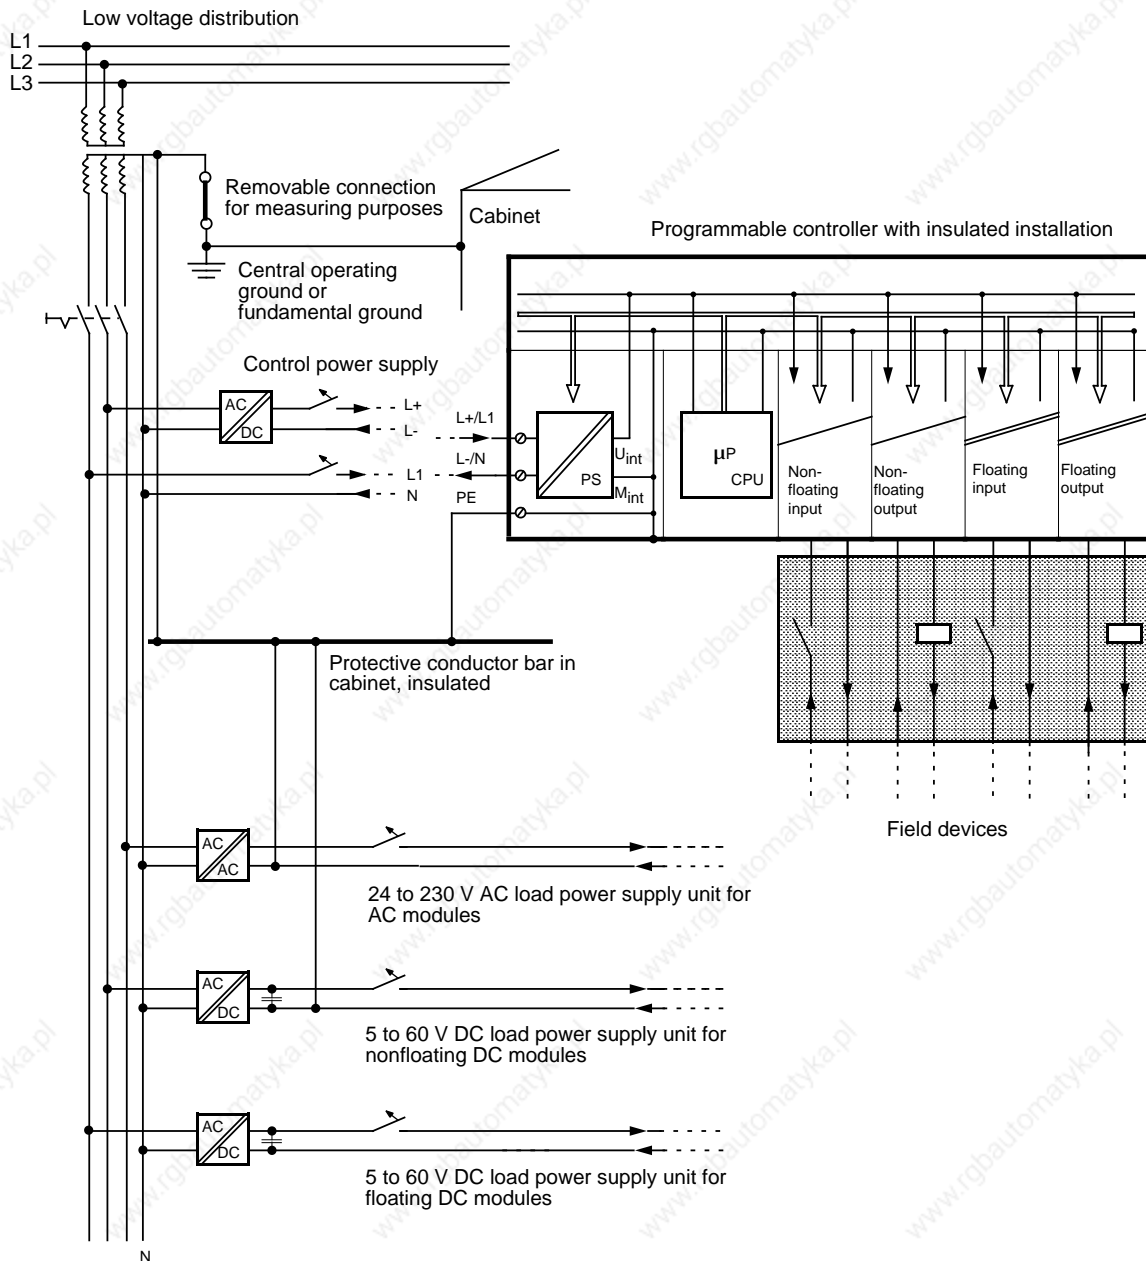 Low voltage distribution
L1
L2
L3
Removable connection
for measuring purposes
Cabinet
Programmable controller with insulated installation
Central operating
ground or
fundamental ground
Control power supply
AC
DC
L+
L-
L+/L1
L-/N
L1
N
PE
PS
Uint
Mint
µP
CPU
Non-
floating
input
Non-
floating
output
Floating
input
Floating
output
Protective conductor bar in
cabinet, insulated
Field devices
AC
AC
24 to 230 V AC load power supply unit for
AC modules
AC
DC
5 to 60 V DC load power supply unit for
nonfloating DC modules
AC
DC
5 to 60 V DC load power supply unit for
floating DC modules
N
www.rgbautomatyka.pl